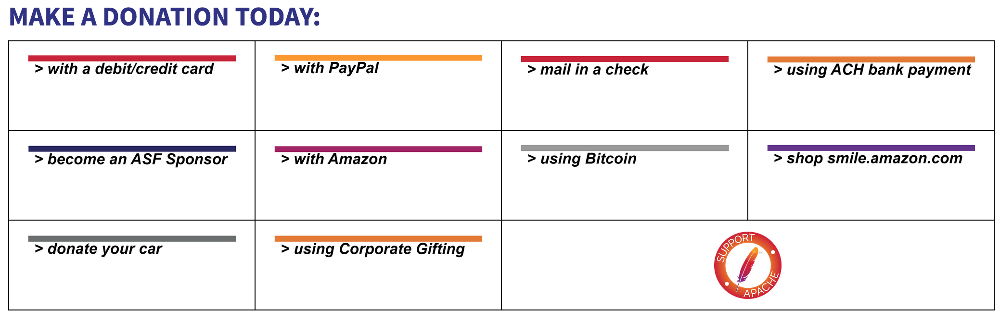 MAKE A DONATION TODAY:
> with a debit/credit card
> with PayPal
> mail in a check
> using ACH bank payment
> become an ASF Sponsor
> with Amazon
> using Bitcoin
> shop smile.amazon.com
> donate your car
> using Corporate Gifting
SUPPORT
TM
APACHE